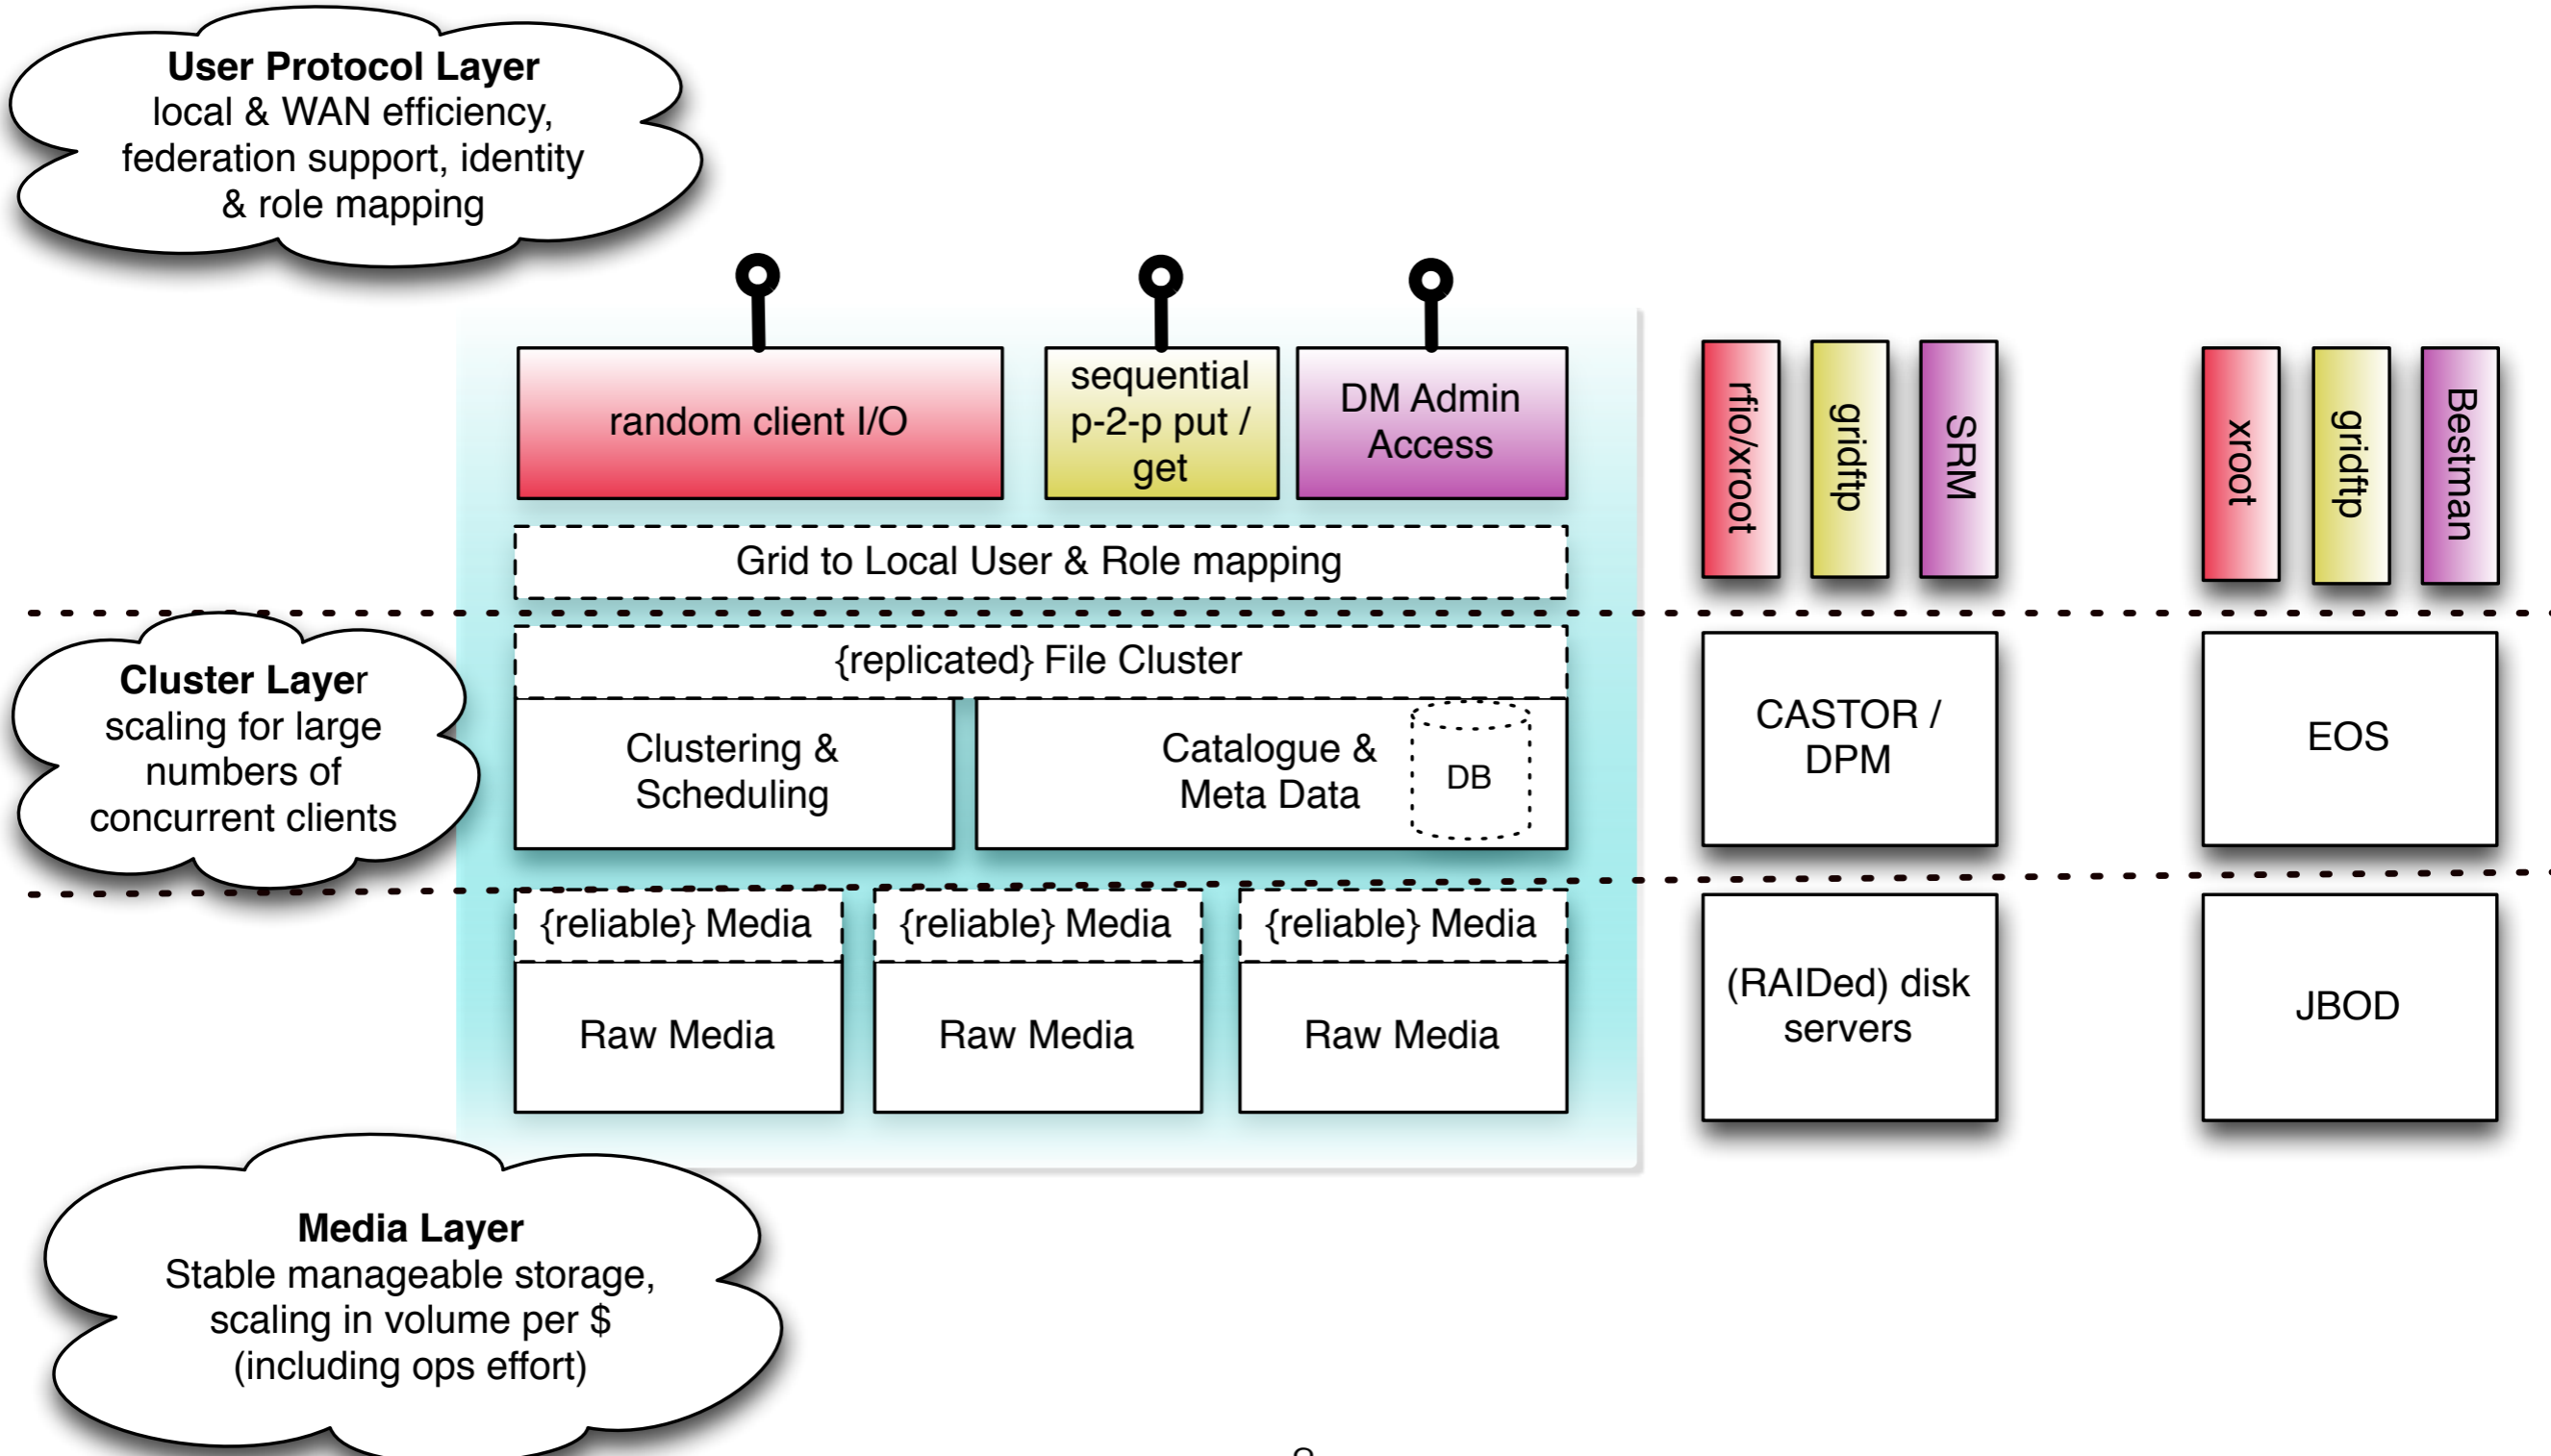 User Protocol Layer
local & WAN efficiency,
federation support, identity
& role mapping
random client I/O
sequential
p-2-p put /
get
DM Admin
Access
rfio/xroot
gridftp
SRM
xroot
gridftp
Bestman
Grid to Local User & Role mapping
Cluster Layer
scaling for large
numbers of
concurrent clients
{replicated} File Cluster
Clustering &
Scheduling
Catalogue &
Meta Data
DB
CASTOR /
DPM
EOS
{reliable} Media
{reliable} Media
{reliable} Media
Raw Media
Raw Media
Raw Media
(RAIDed) disk
servers
JBOD
Media Layer
Stable manageable storage,
scaling in volume per $
(including ops effort)